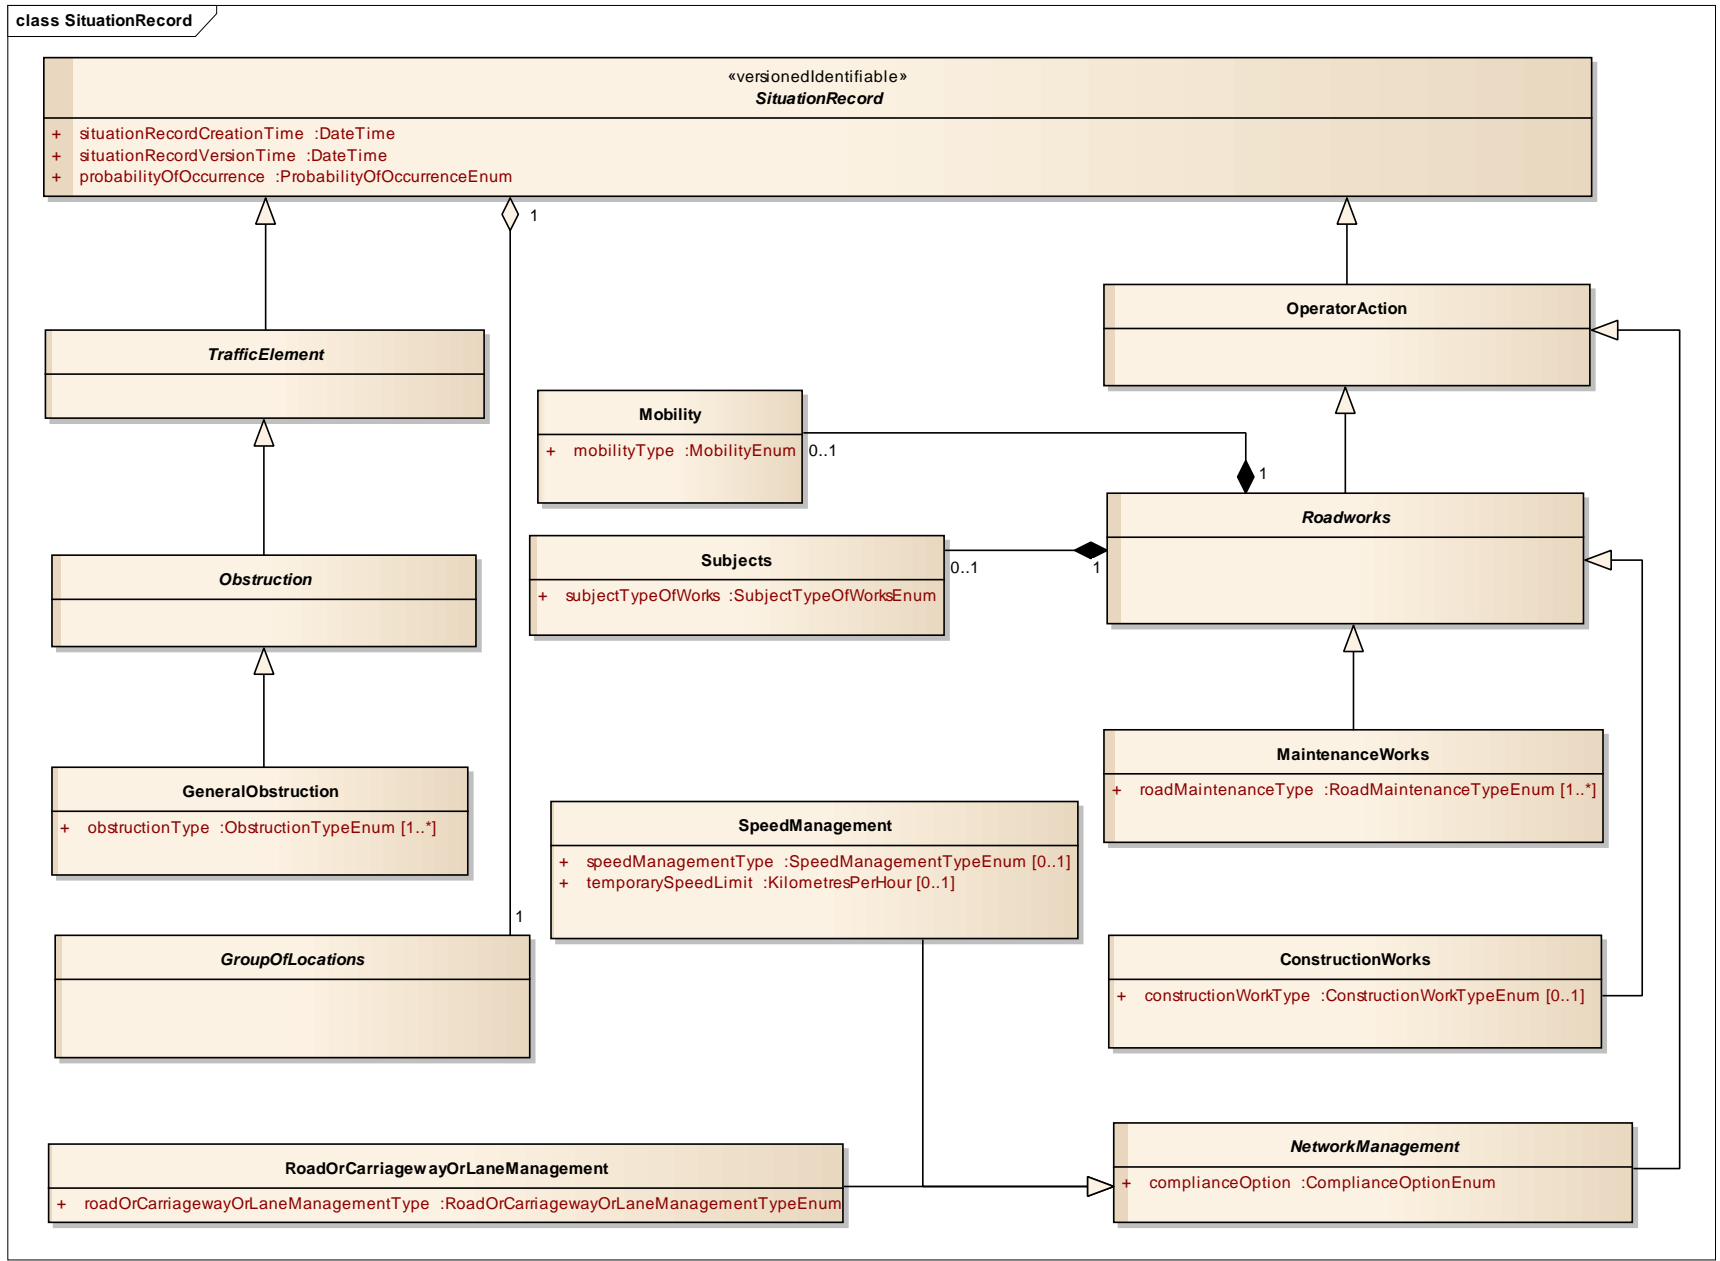 class SituationRecord
«versionedIdentifiable»
SituationRecord
+ situationRecordCreationTime :DateTime
+ situationRecordVersionTime :DateTime
+ probabilityOfOccurrence :ProbabilityOfOccurrenceEnum
1
OperatorAction
TrafficElement
Mobility
+ mobilityType :MobilityEnum
0..1
1
Roadworks
Subjects
+ subjectTypeOfWorks :SubjectTypeOfWorksEnum
0..1
1
Obstruction
MaintenanceWorks
+ roadMaintenanceType :RoadMaintenanceTypeEnum [1..*]
GeneralObstruction
+ obstructionType :ObstructionTypeEnum [1..*]
SpeedManagement
+ speedManagementType :SpeedManagementTypeEnum [0..1]
+ temporarySpeedLimit :KilometresPerHour [0..1]
1
GroupOfLocations
ConstructionWorks
+ constructionWorkType :ConstructionWorkTypeEnum [0..1]
NetworkManagement
+ complianceOption :ComplianceOptionEnum
RoadOrCarriagewayOrLaneManagement
+ roadOrCarriagewayOrLaneManagementType :RoadOrCarriagewayOrLaneManagementTypeEnum